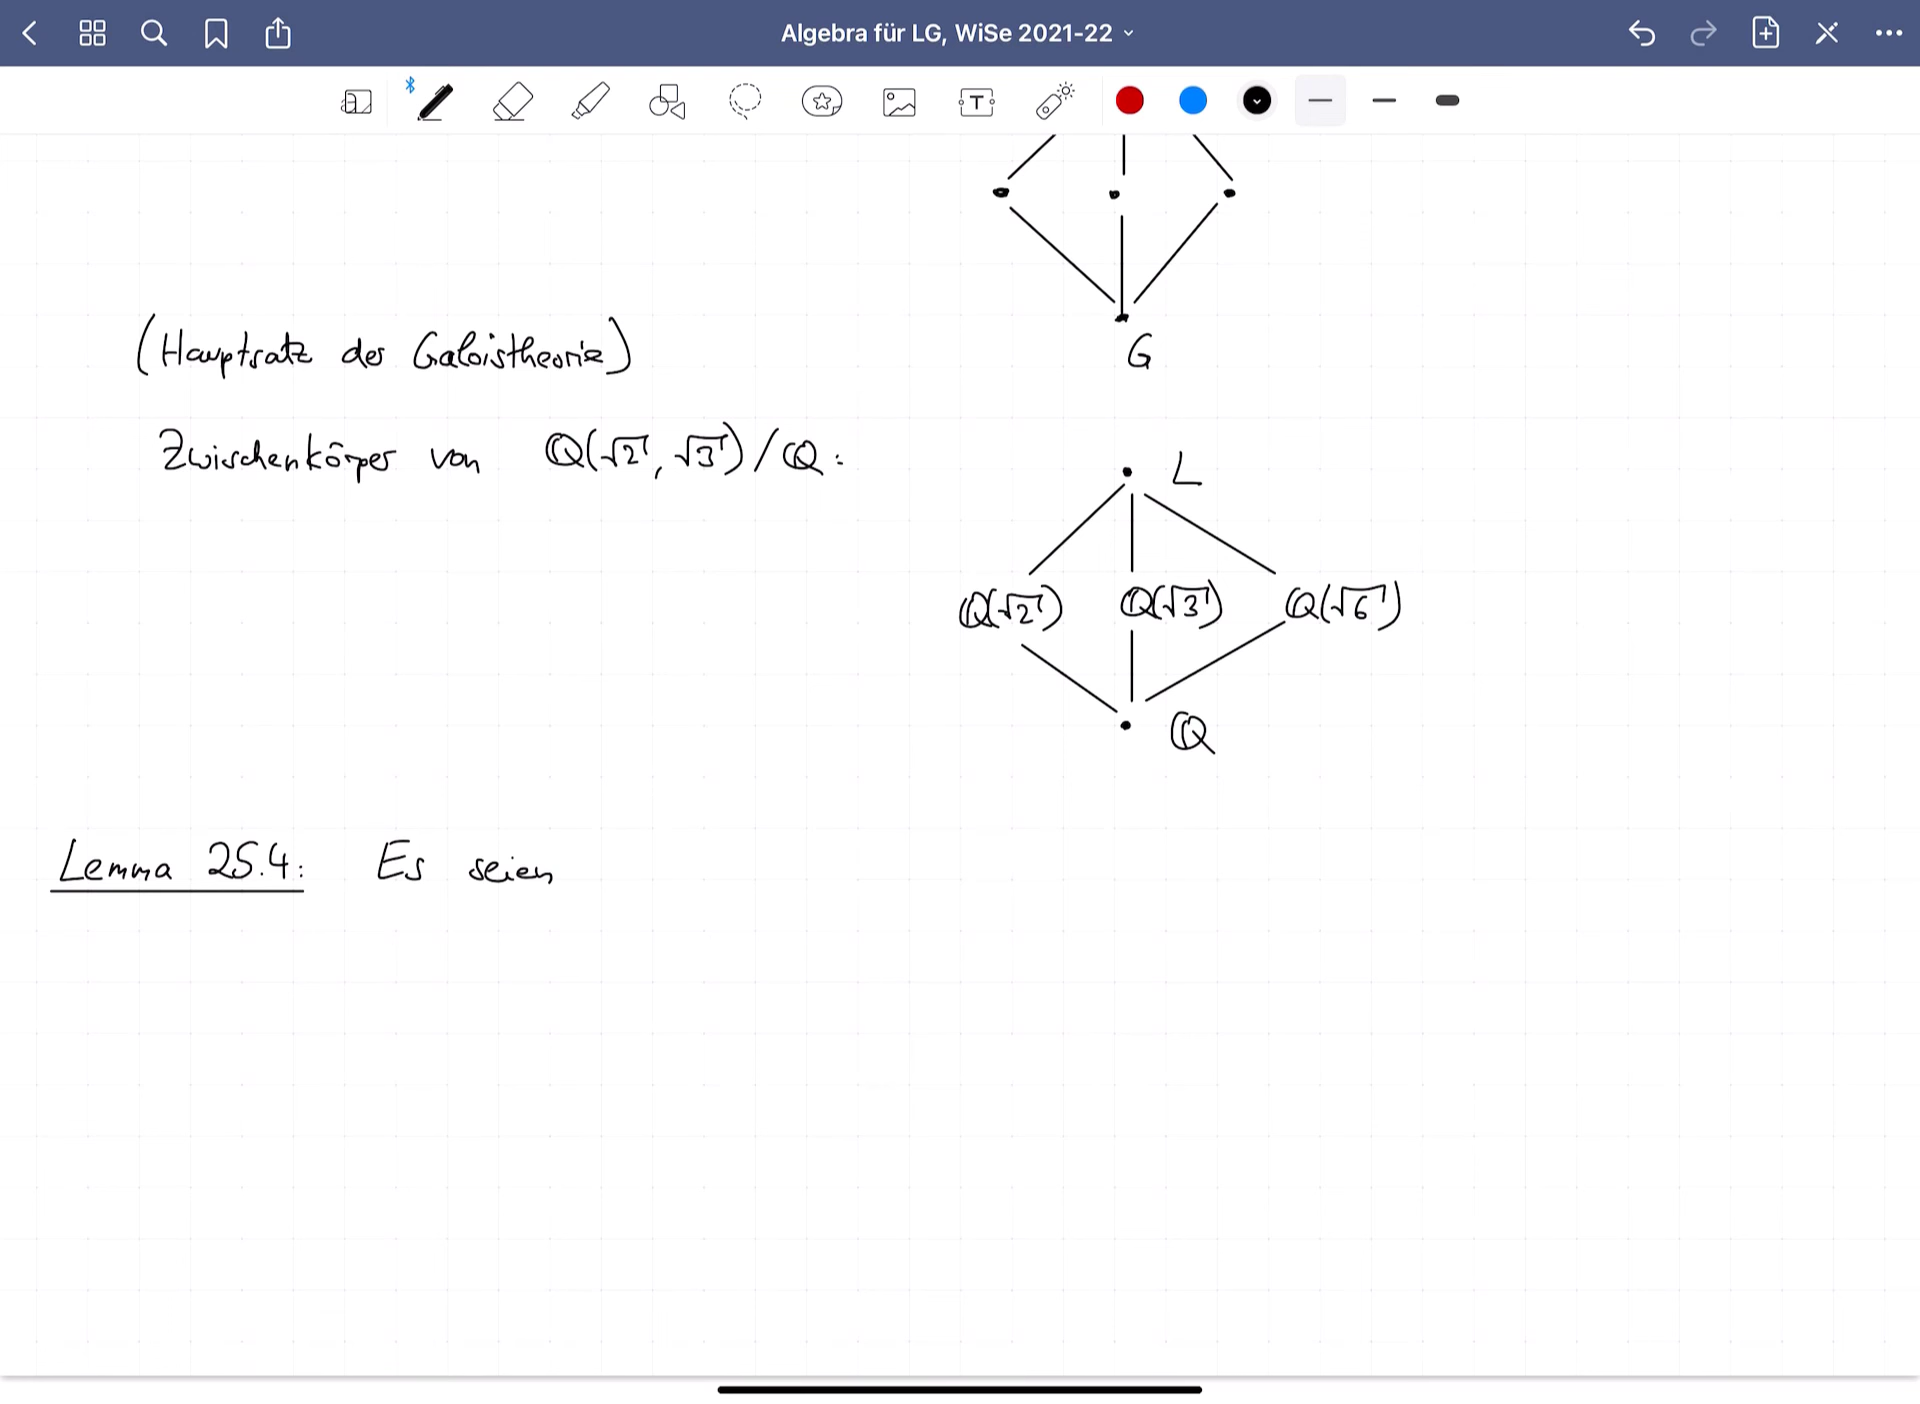 Algebra für LG, WiSe 2021-22
T
G
(Hauptsatz der Galoistheorie)
Zwischenkörper von ℚ(√2, √3)/ℚ:
L
ℚ(√2) ℚ(√3) ℚ(√6)
ℚ
Lemma 25.4: Es seien